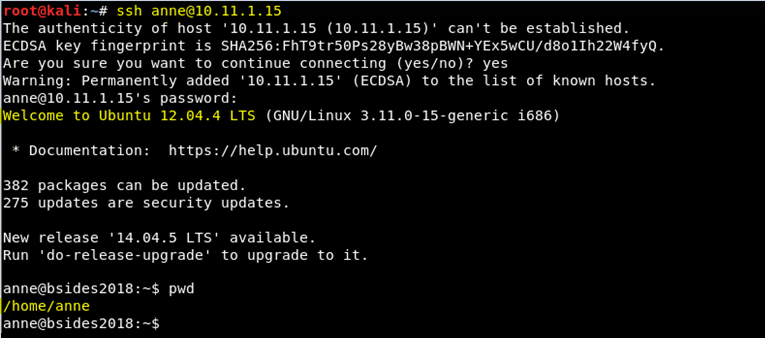 root@kali:~# ssh anne@10.11.1.15
The authenticity of host '10.11.1.15 (10.11.1.15)' can't be established.
ECDSA key fingerprint is SHA256:FhT9tr50Ps28yBw38pBWN+YEx5wCU/d8o1Ih22W4fyQ.
Are you sure you want to continue connecting (yes/no)? yes
Warning: Permanently added '10.11.1.15' (ECDSA) to the list of known hosts.
anne@10.11.1.15's password:
Welcome to Ubuntu 12.04.4 LTS (GNU/Linux 3.11.0-15-generic i686)
* Documentation:  https://help.ubuntu.com/
382 packages can be updated.
275 updates are security updates.
New release '14.04.5 LTS' available.
Run 'do-release-upgrade' to upgrade to it.
anne@bsides2018:~$ pwd
/home/anne
anne@bsides2018:~$